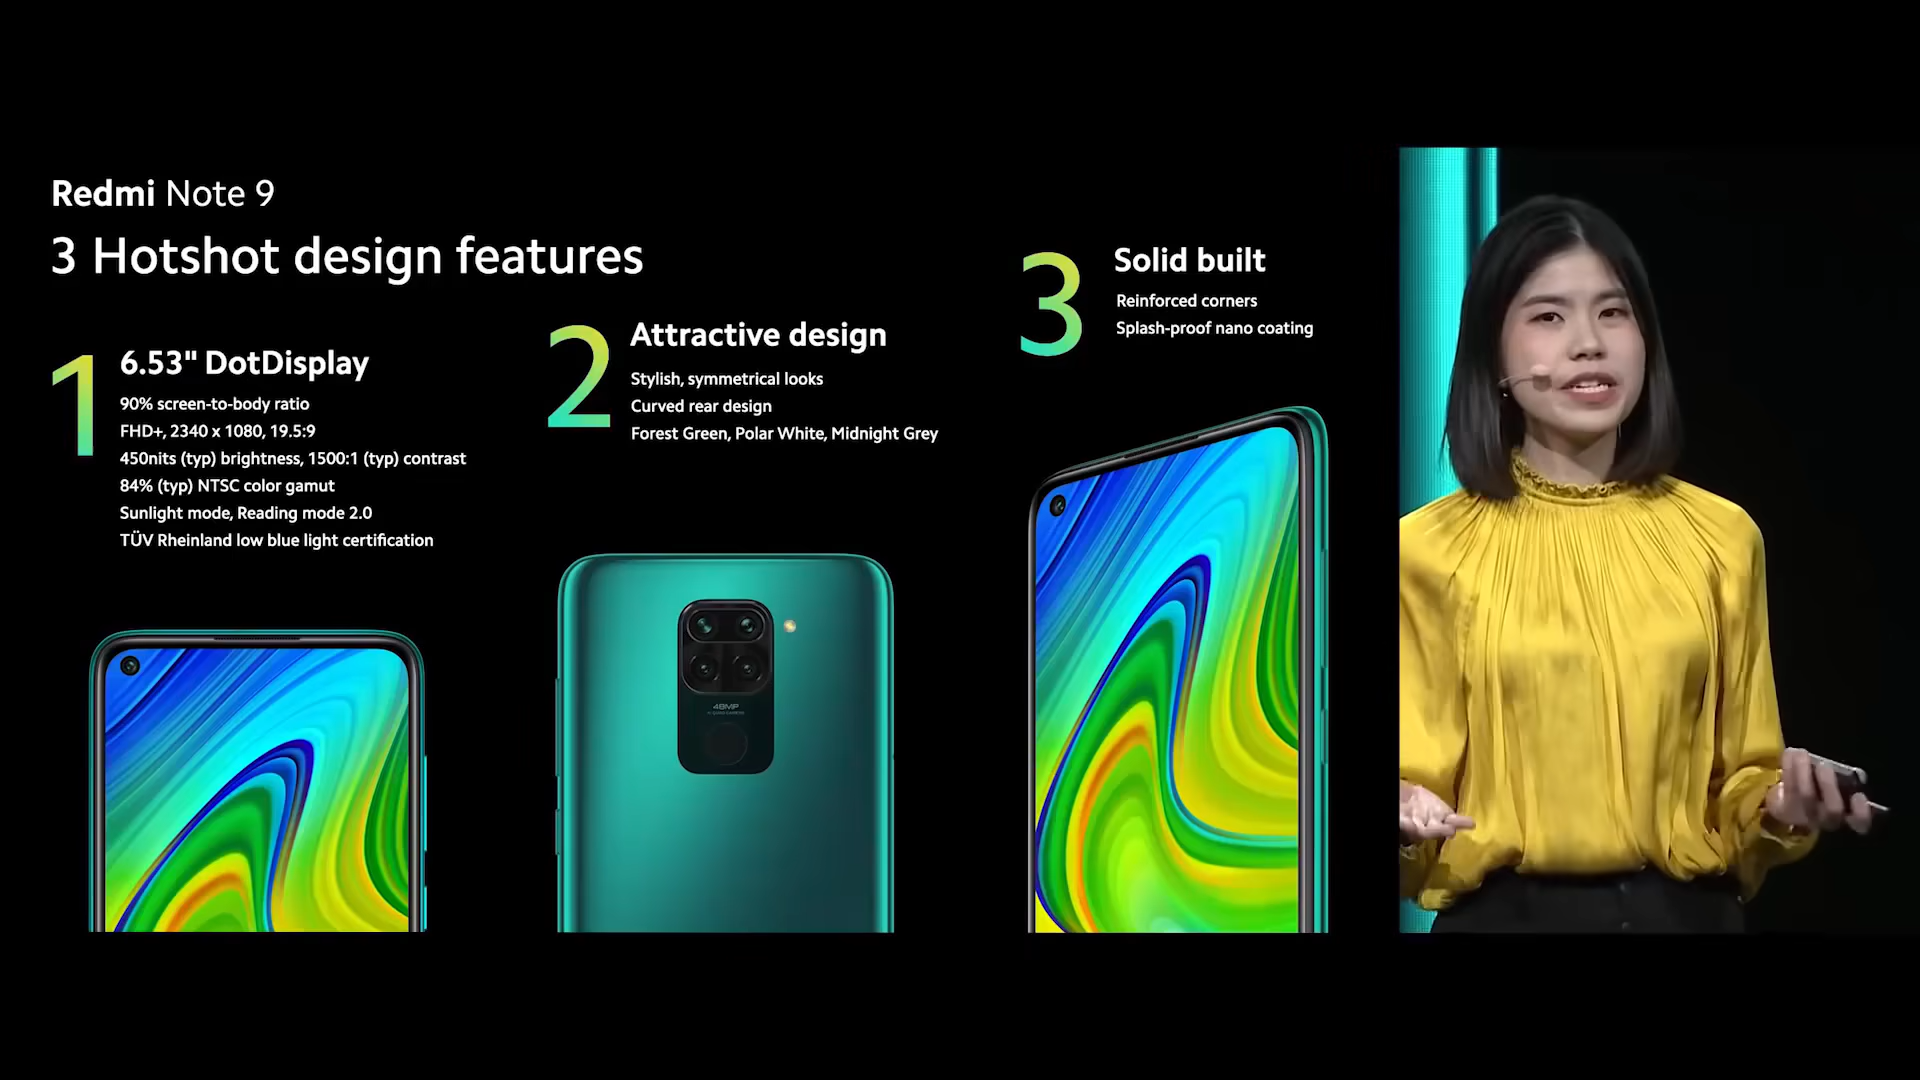 Redmi Note 9
3 Hotshot design features
1
6.53" DotDisplay
90% screen-to-body ratio
FHD+, 2340 x 1080, 19.5:9
450nits (typ) brightness, 1500:1 (typ) contrast
84% (typ) NTSC color gamut
Sunlight mode, Reading mode 2.0
TÜV Rheinland low blue light certification
2
Attractive design
Stylish, symmetrical looks
Curved rear design
Forest Green, Polar White, Midnight Grey
48MP
3
Solid built
Reinforced corners
Splash-proof nano coating